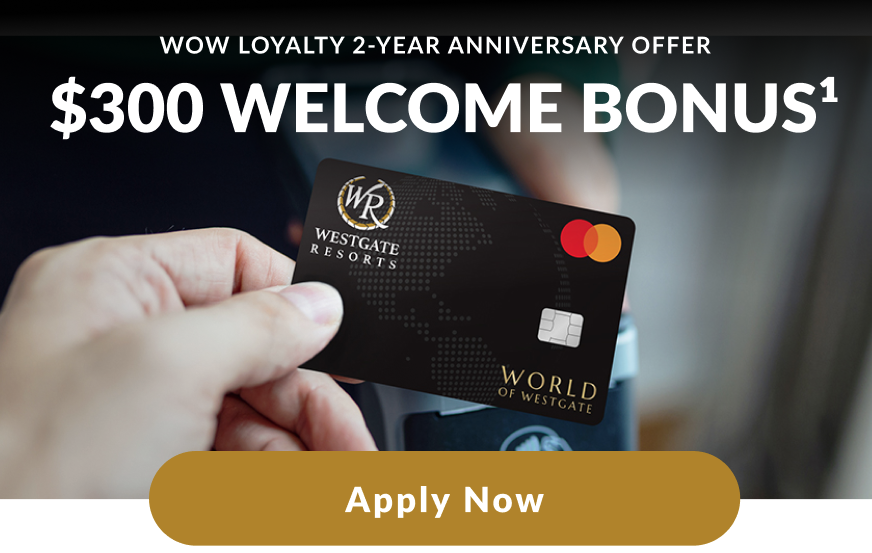 WOW LOYALTY 2-YEAR ANNIVERSARY OFFER
$300 WELCOME BONUS¹
WR
WESTGATE
RESORTS
WORLD
OF WESTGATE
Apply Now